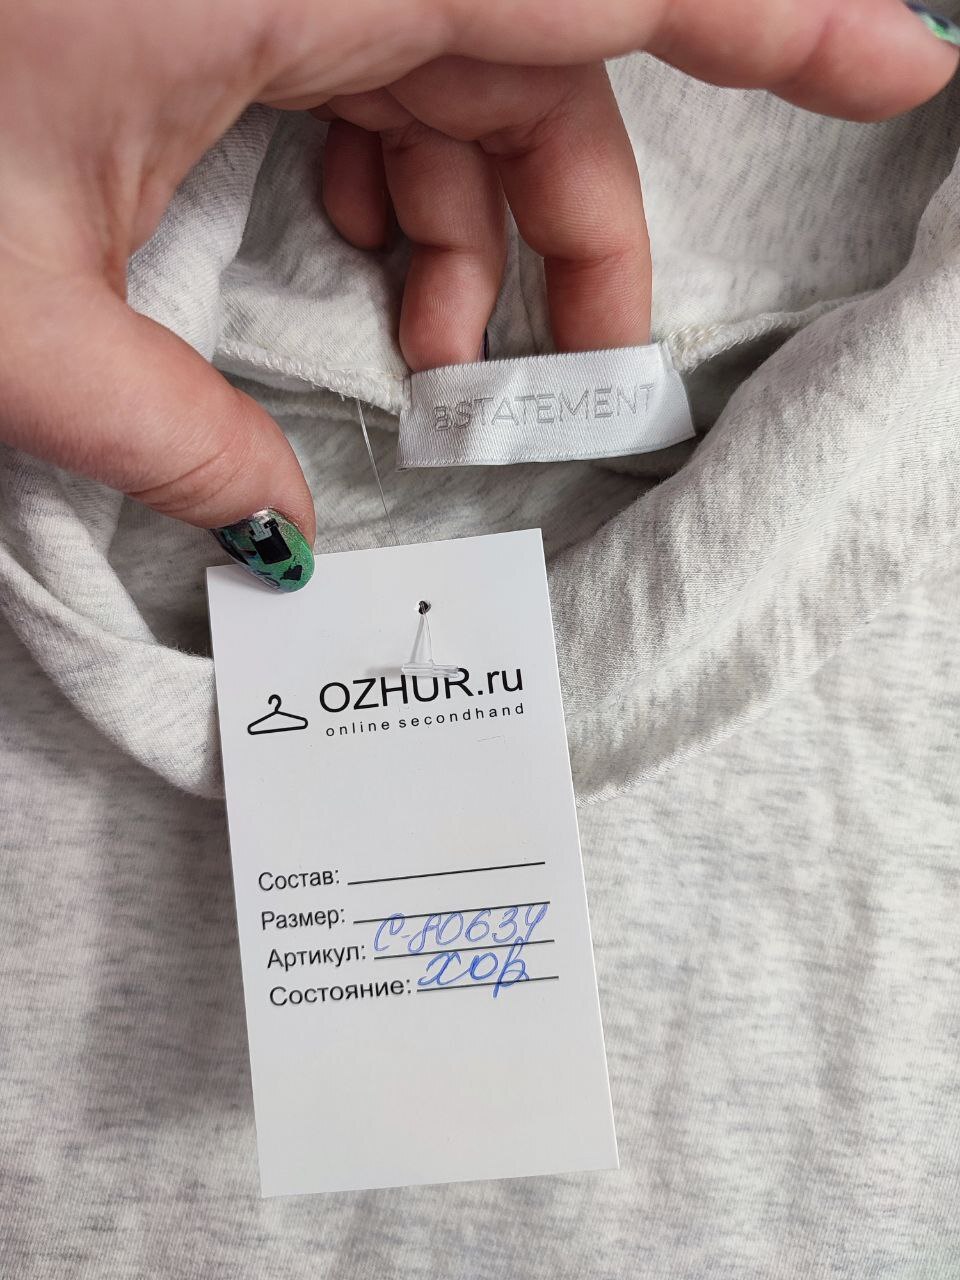 BSTATEMENT
OZHUR.ru
online secondhand
Состав:
Размер:
Артикул: С-80634
Состояние: хор